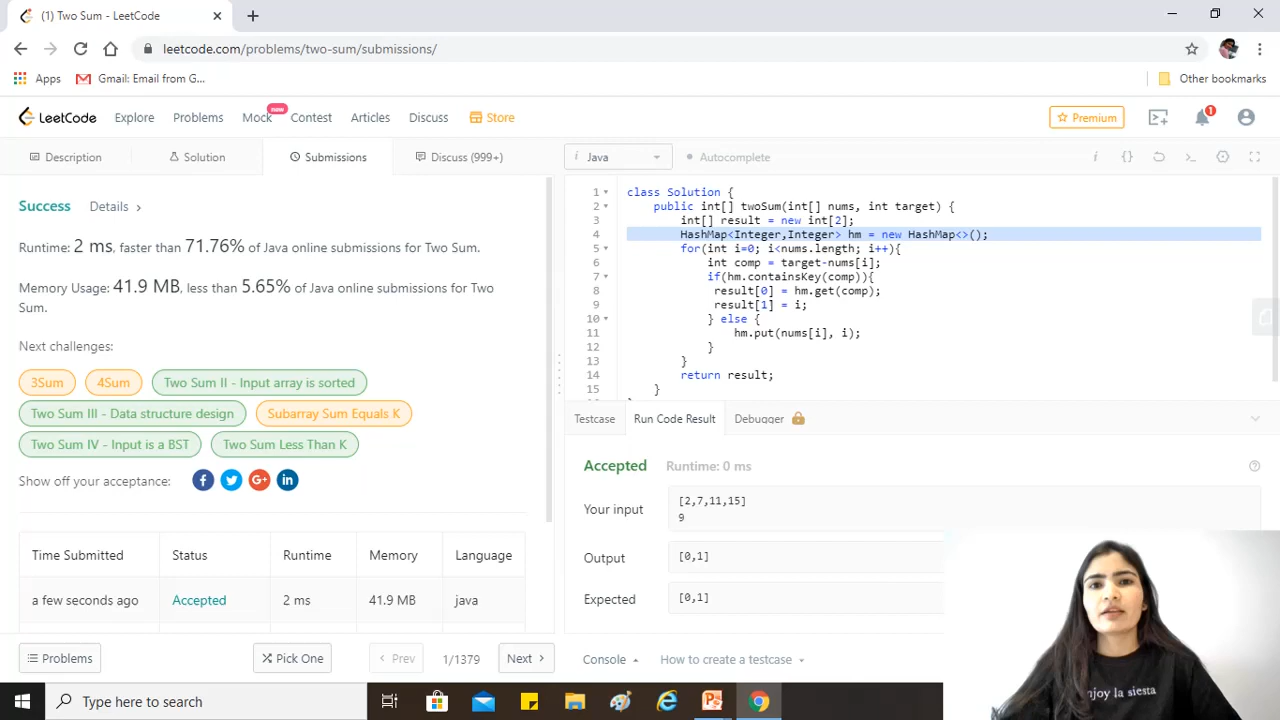 (1) Two Sum - LeetCode
leetcode.com/problems/two-sum/submissions/
Apps Gmail: Email from G... Other bookmarks
LeetCode Explore Problems Mock new Contest Articles Discuss Store Premium 1
Description Solution Submissions Discuss (999+)
i Java Autocomplete i {}
Success Details
Runtime: 2 ms, faster than 71.76% of Java online submissions for Two Sum.
Memory Usage: 41.9 MB, less than 5.65% of Java online submissions for Two
Sum.
Next challenges:
3Sum 4Sum Two Sum II - Input array is sorted
Two Sum III - Data structure design Subarray Sum Equals K
Two Sum IV - Input is a BST Two Sum Less Than K
Show off your acceptance: f G+ in
Time Submitted Status Runtime Memory Language
a few seconds ago Accepted 2 ms 41.9 MB java
Problems Pick One < Prev 1/1379 Next >
1 class Solution {
2 public int[] twoSum(int[] nums, int target) {
3 int[] result = new int[2];
4 HashMap<Integer,Integer> hm = new HashMap<>();
5 for(int i=0; i<nums.length; i++){
6 int comp = target-nums[i];
7 if(hm.containsKey(comp)){
8 result[0] = hm.get(comp);
9 result[1] = i;
10 } else {
11 hm.put(nums[i], i);
12 }
13 }
14 return result;
15 }
Testcase Run Code Result Debugger
Accepted Runtime: 0 ms
Your input [2,7,11,15]
9
Output [0,1]
Expected [0,1]
Console How to create a testcase
njoy la siesta
Type here to search